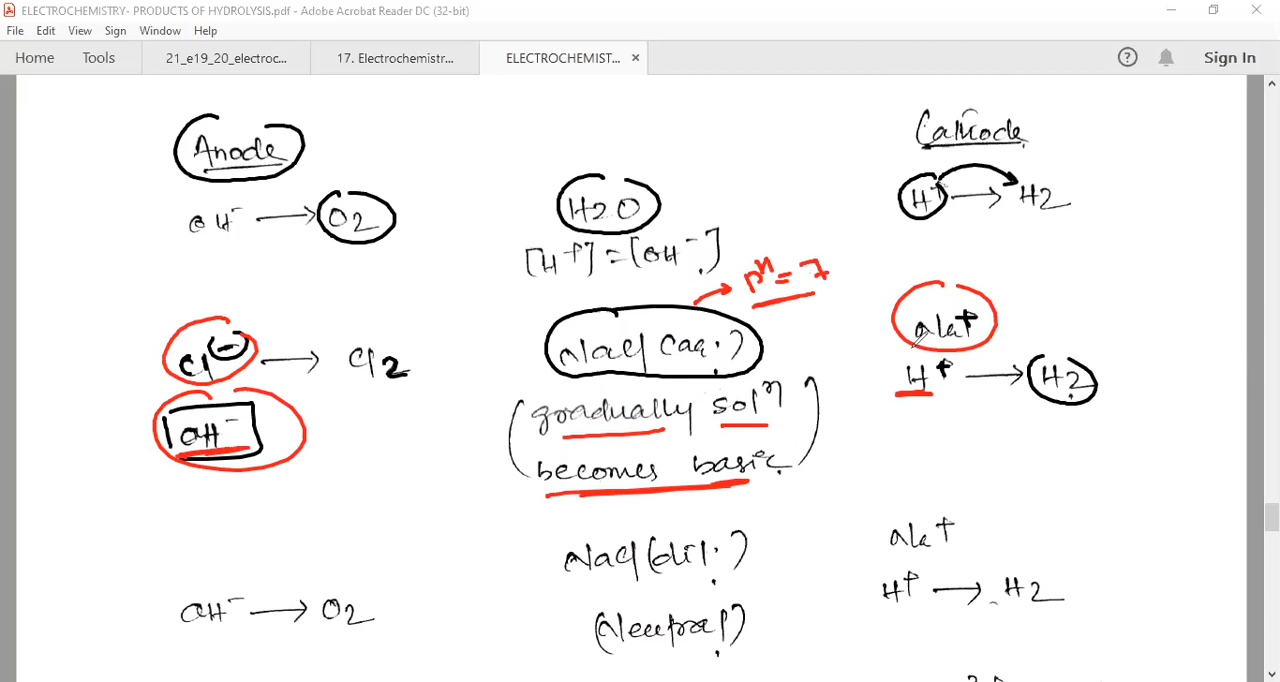 ELECTROCHEMISTRY- PRODUCTS OF HYDROLYSIS.pdf - Adobe Acrobat Reader DC (32-bit)
File Edit View Sign Window Help
Home Tools 21_e19_20_electroc... 17. Electrochemistr... ELECTROCHEMIST... × Sign In
Anode
Cathode
OH⁻ → O2
H2O
H⁺ → H2
[H⁺] = [OH⁻]
pH = 7
Cl⁻ → Cl2
NaCl (aq.)
Na⁺
H⁺ → H2
OH⁻
(gradually solⁿ
becomes basic)
NaCl (dil.)
Na⁺
OH⁻ → O2
H⁺ → H2
(Neutral)